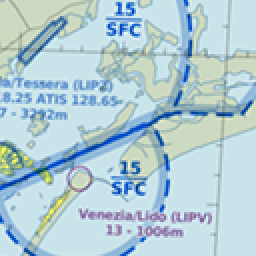 15
SFC
a/Tessera (LIPZ)
8.25 ATIS 128.65
7 - 3292m
15
SFC
Venezia/Lido (LIPV)
13 - 1006m